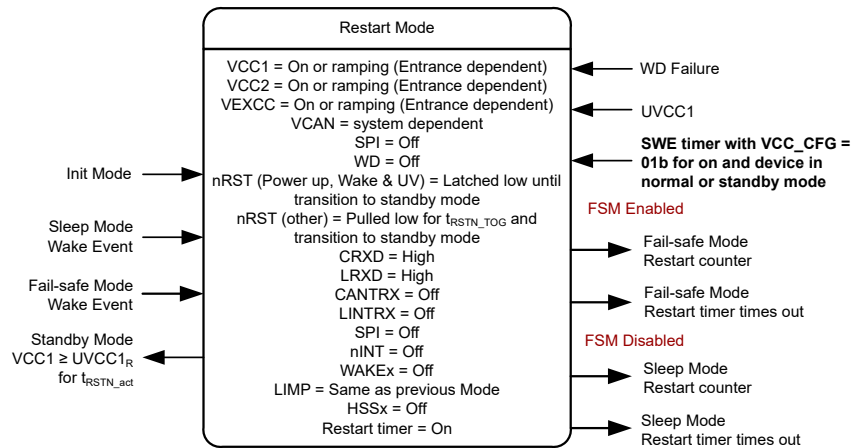 Restart Mode
VCC1 = On or ramping (Entrance dependent)
VCC2 = On or ramping (Entrance dependent)
VEXCC = On or ramping (Entrance dependent)
VCAN = system dependent
SPI = Off
WD = Off
nRST (Power up, Wake & UV) = Latched low until
transition to standby mode
nRST (other) = Pulled low for tRSTN_TOG and
transition to standby mode
CRXD = High
LRXD = High
CANTRX = Off
LINTRX = Off
SPI = Off
nINT = Off
WAKEx = Off
LIMP = Same as previous Mode
HSSx = Off
Restart timer = On
Init Mode
Sleep Mode
Wake Event
Fail-safe Mode
Wake Event
Standby Mode
VCC1 ≥ UVCC1R
for tRSTN_act
WD Failure
UVCC1
SWE timer with VCC_CFG =
01b for on and device in
normal or standby mode
FSM Enabled
Fail-safe Mode
Restart counter
Fail-safe Mode
Restart timer times out
FSM Disabled
Sleep Mode
Restart counter
Sleep Mode
Restart timer times out